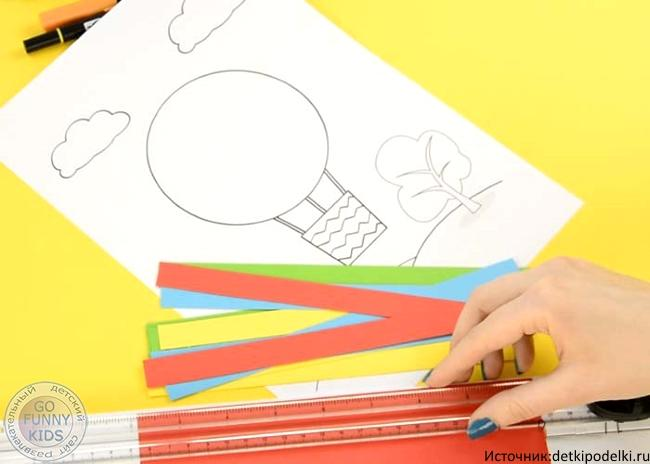 развлекательный детский сайт
GO
FUNNY
KIDS
Источник:detkipodelki.ru